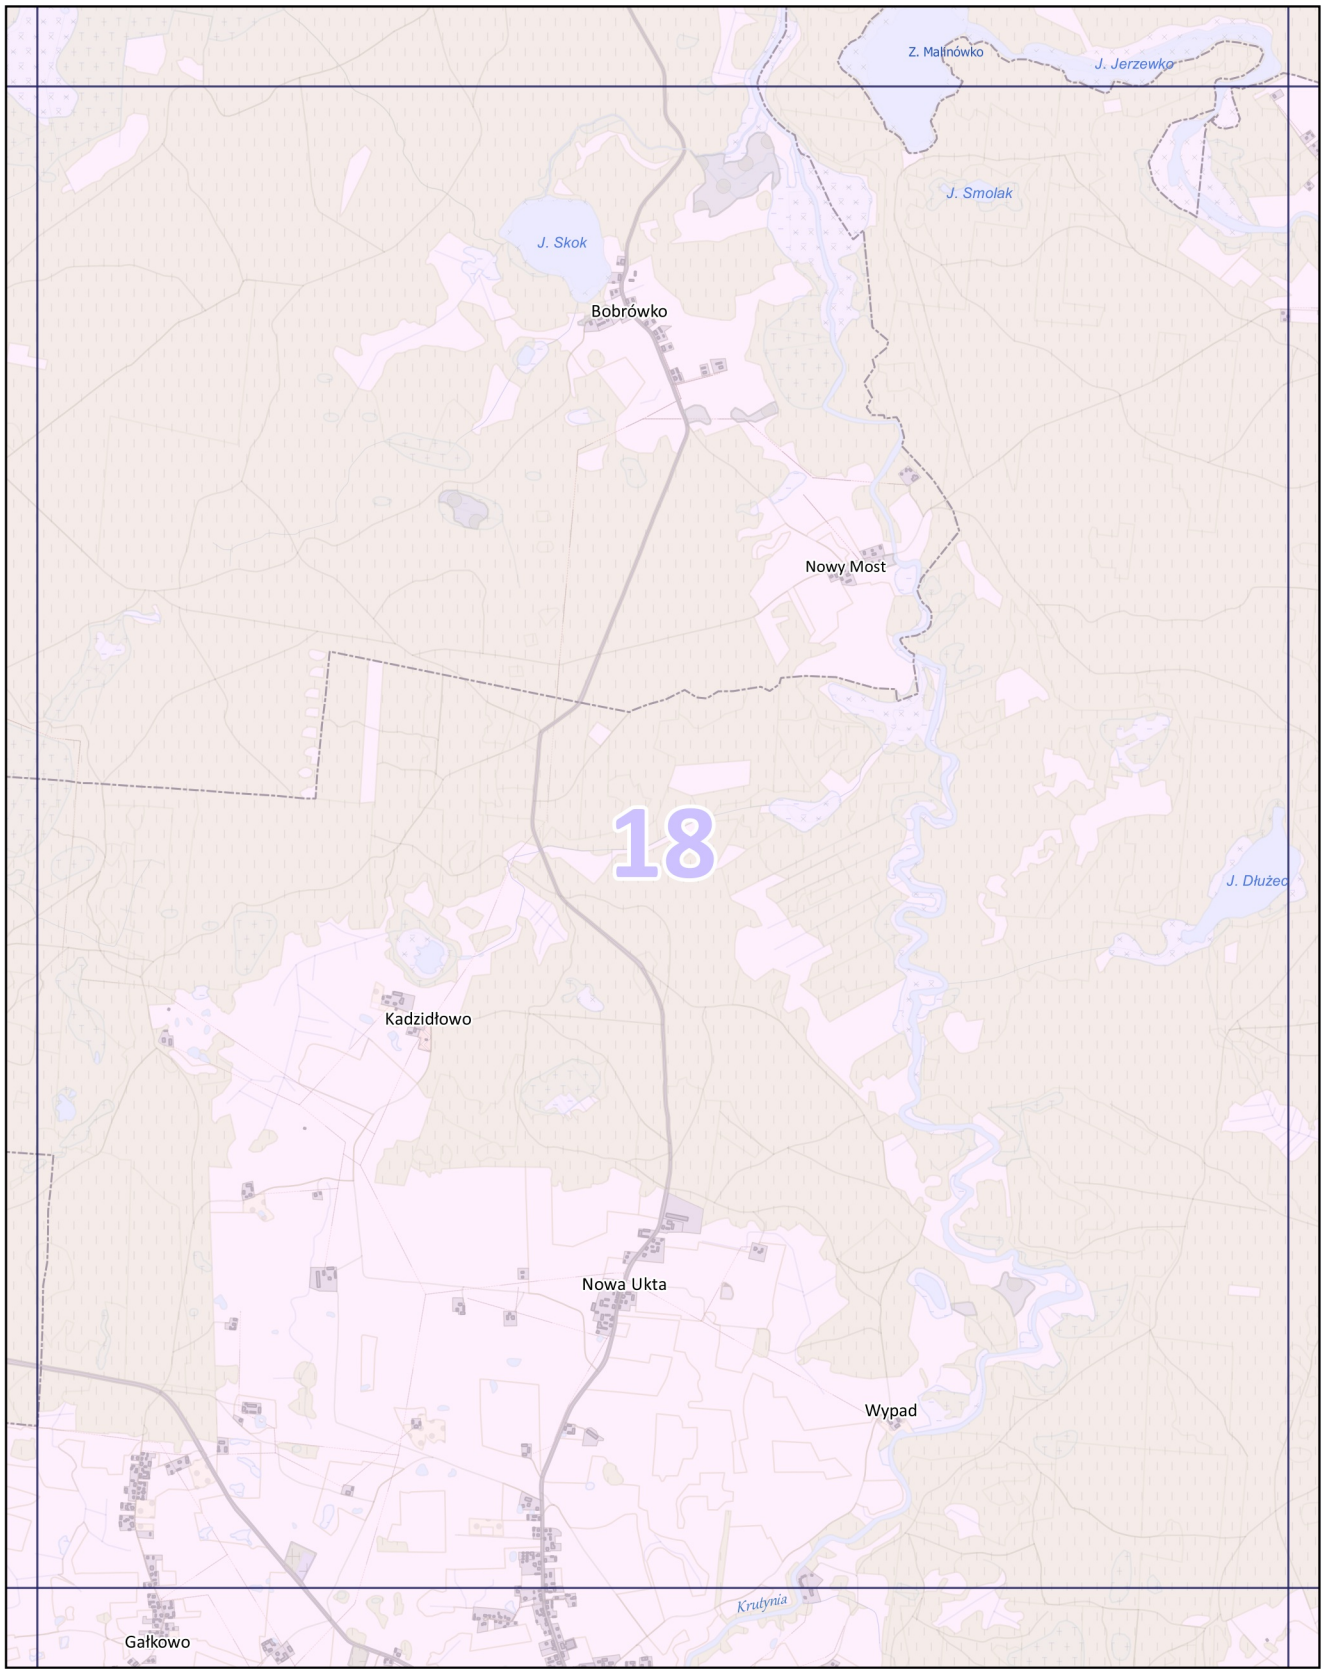 Z. Malinówko
J. Jerzewko
J. Smolak
J. Skok
Bobrówko
Nowy Most
18
J. Dłużec
Kadzidłowo
Nowa Ukta
Wypad
Krutynia
Gałkowo